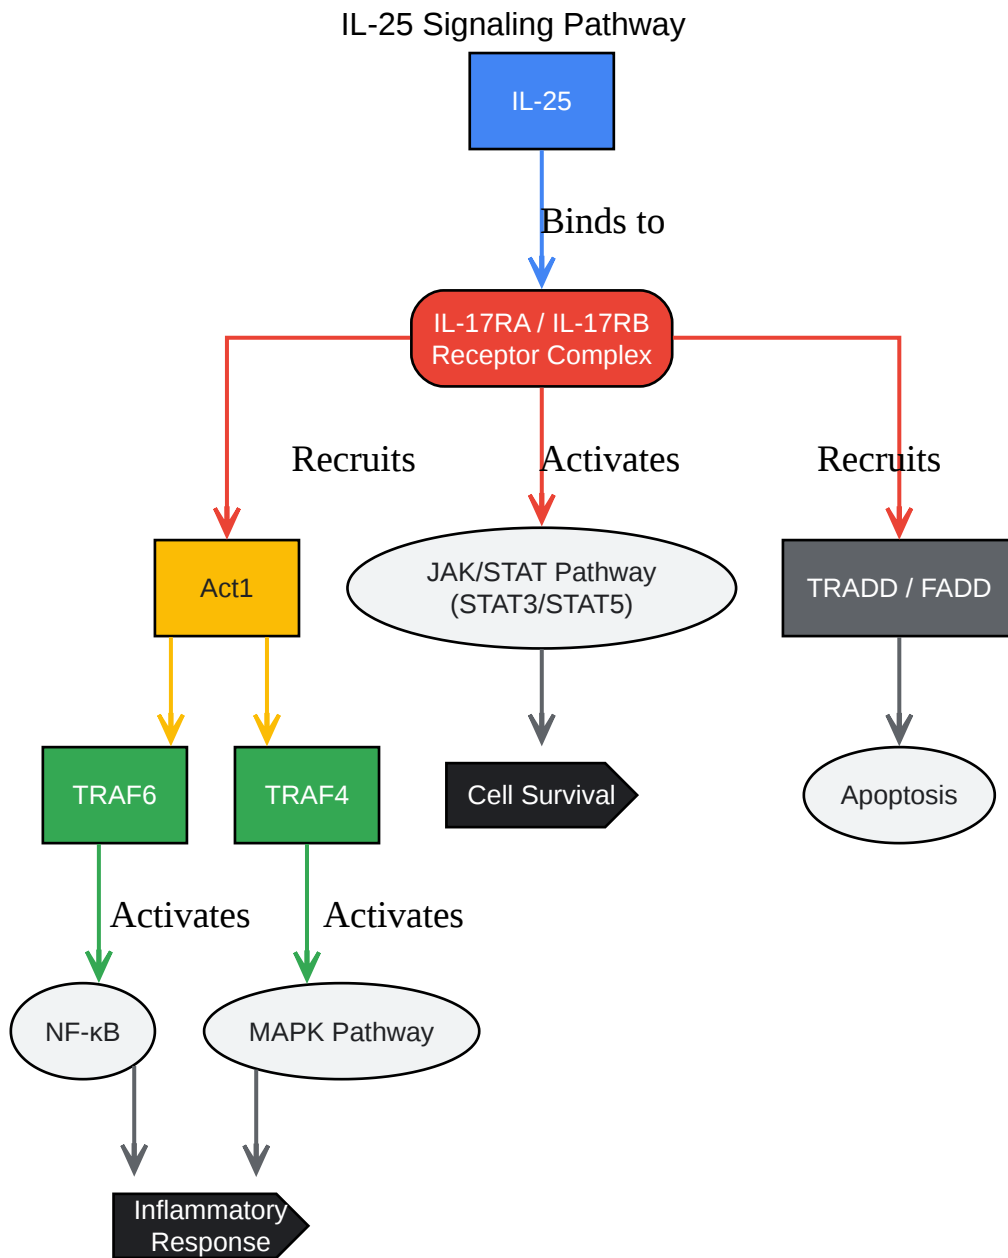 IL-25 Signaling Pathway
IL-25
Binds to
IL-17RA / IL-17RB
Receptor Complex
Recruits
Activates
Recruits
Act1
JAK/STAT Pathway
(STAT3/STAT5)
TRADD / FADD
TRAF6
TRAF4
Cell Survival
Apoptosis
Activates
Activates
NF-κB
MAPK Pathway
Inflammatory
Response